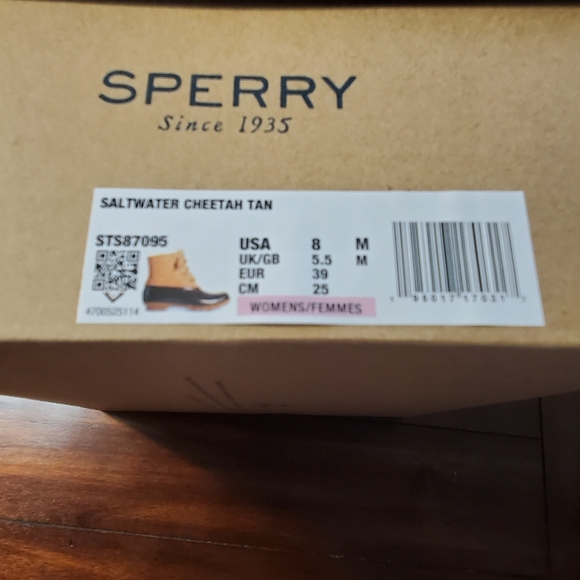 SPERRY
Since 1935
SALTWATER CHEETAH TAN
STS87095
USA 8 M
UK/GB 5.5 M
EUR 39
CM 25
WOMENS/FEMMES
4700525114